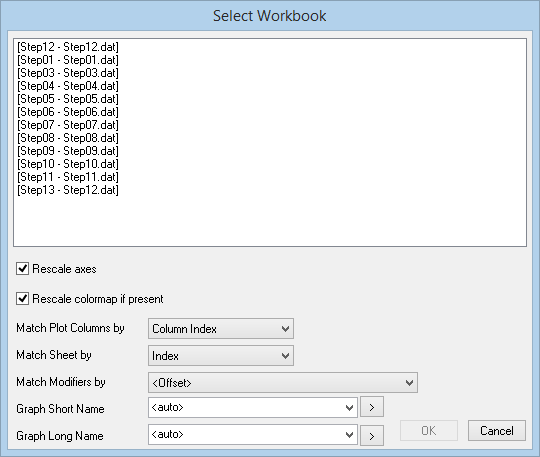 Select Workbook
[Step12 - Step12.dat]
[Step01 - Step01.dat]
[Step03 - Step03.dat]
[Step04 - Step04.dat]
[Step05 - Step05.dat]
[Step06 - Step06.dat]
[Step07 - Step07.dat]
[Step08 - Step08.dat]
[Step09 - Step09.dat]
[Step10 - Step10.dat]
[Step11 - Step11.dat]
[Step13 - Step12.dat]
Rescale axes
Rescale colormap if present
Match Plot Columns by Column Index
Match Sheet by Index
Match Modifiers by <Offset>
Graph Short Name <auto> >
Graph Long Name <auto> > OK Cancel